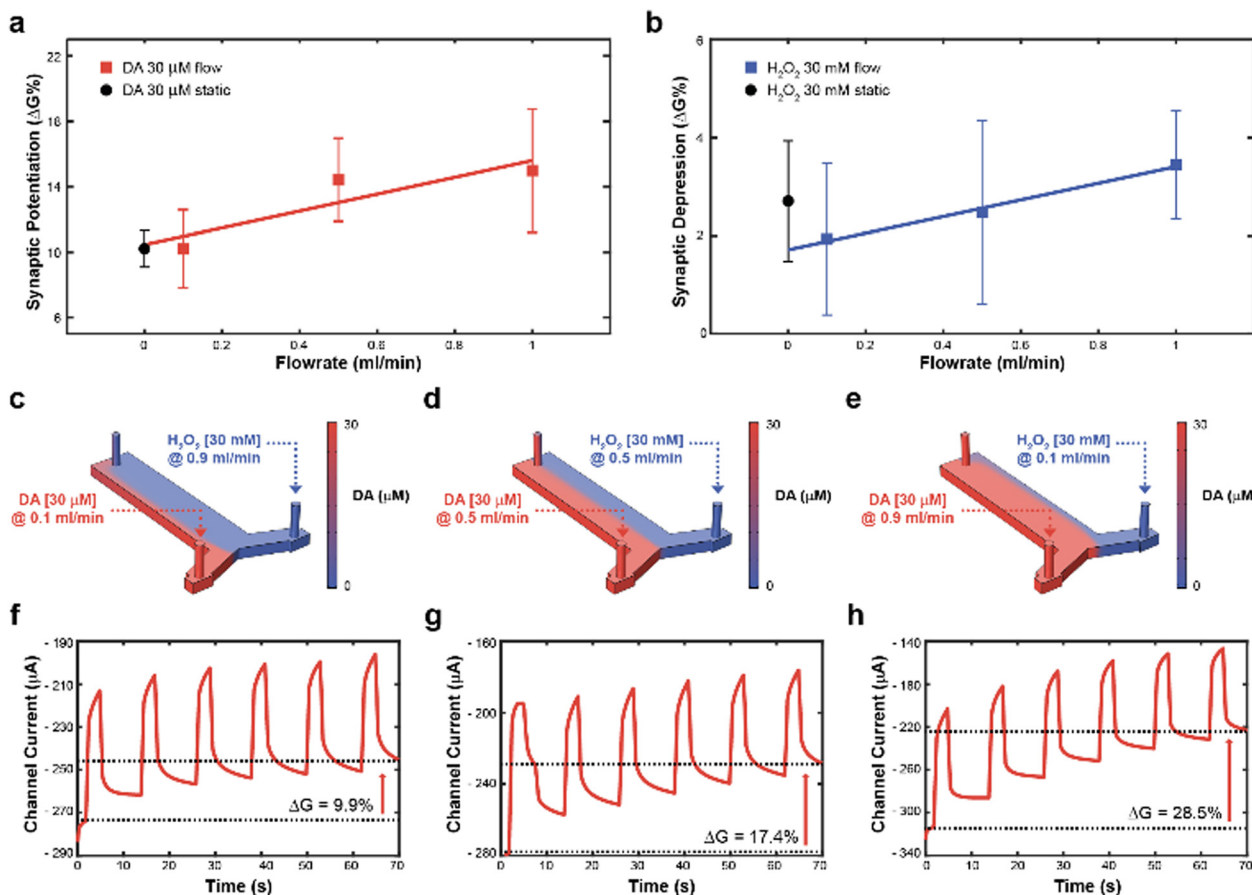 a
22
18
14
10
6
Synaptic Potentiation (ΔG%)
DA 30 μM flow
DA 30 μM static
0
0.2
0.4
0.6
0.8
1
Flowrate (ml/min)
b
6
4
2
0
Synaptic Depression (ΔG%)
H₂O₂ 30 mM flow
H₂O₂ 30 mM static
0
0.2
0.4
0.6
0.8
1
Flowrate (ml/min)
c
H₂O₂ [30 mM]
@ 0.9 ml/min
DA [30 μM]
@ 0.1 ml/min
30
DA (μM)
0
d
H₂O₂ [30 mM]
@ 0.5 ml/min
DA [30 μM]
@ 0.5 ml/min
30
DA (μM)
0
e
H₂O₂ [30 mM]
@ 0.1 ml/min
DA [30 μM]
@ 0.9 ml/min
30
DA (μM)
0
f
- 190
-210
-230
-250
-270
-290
Channel Current (μA)
ΔG = 9.9%
0
10
20
30
40
50
60
70
Time (s)
g
- 160
- 200
-240
- 280
Channel Current (μA)
ΔG = 17.4%
0
10
20
30
40
50
60
70
Time (s)
h
-140
-180
-220
-260
-300
-340
Channel Current (μA)
ΔG = 28.5%
0
10
20
30
40
50
60
70
Time (s)